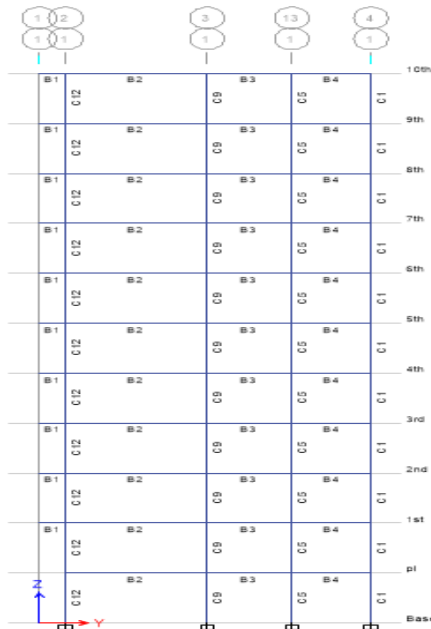 1 2 3 13 4
1 1 1 1 1
10th
B1 B2 B3 B4
C12 C9 C5 C1
9th
B1 B2 B3 B4
C12 C9 C5 C1
8th
B1 B2 B3 B4
C12 C9 C5 C1
7th
B1 B2 B3 B4
C12 C9 C5 C1
6th
B1 B2 B3 B4
C12 C9 C5 C1
5th
B1 B2 B3 B4
C12 C9 C5 C1
4th
B1 B2 B3 B4
C12 C9 C5 C1
3rd
B1 B2 B3 B4
C12 C9 C5 C1
2nd
B1 B2 B3 B4
C12 C9 C5 C1
1st
B1 B2 B3 B4
C12 C9 C5 C1
pl
B2 B3 B4
Z
C12 C9 C5 C1
Base
Y